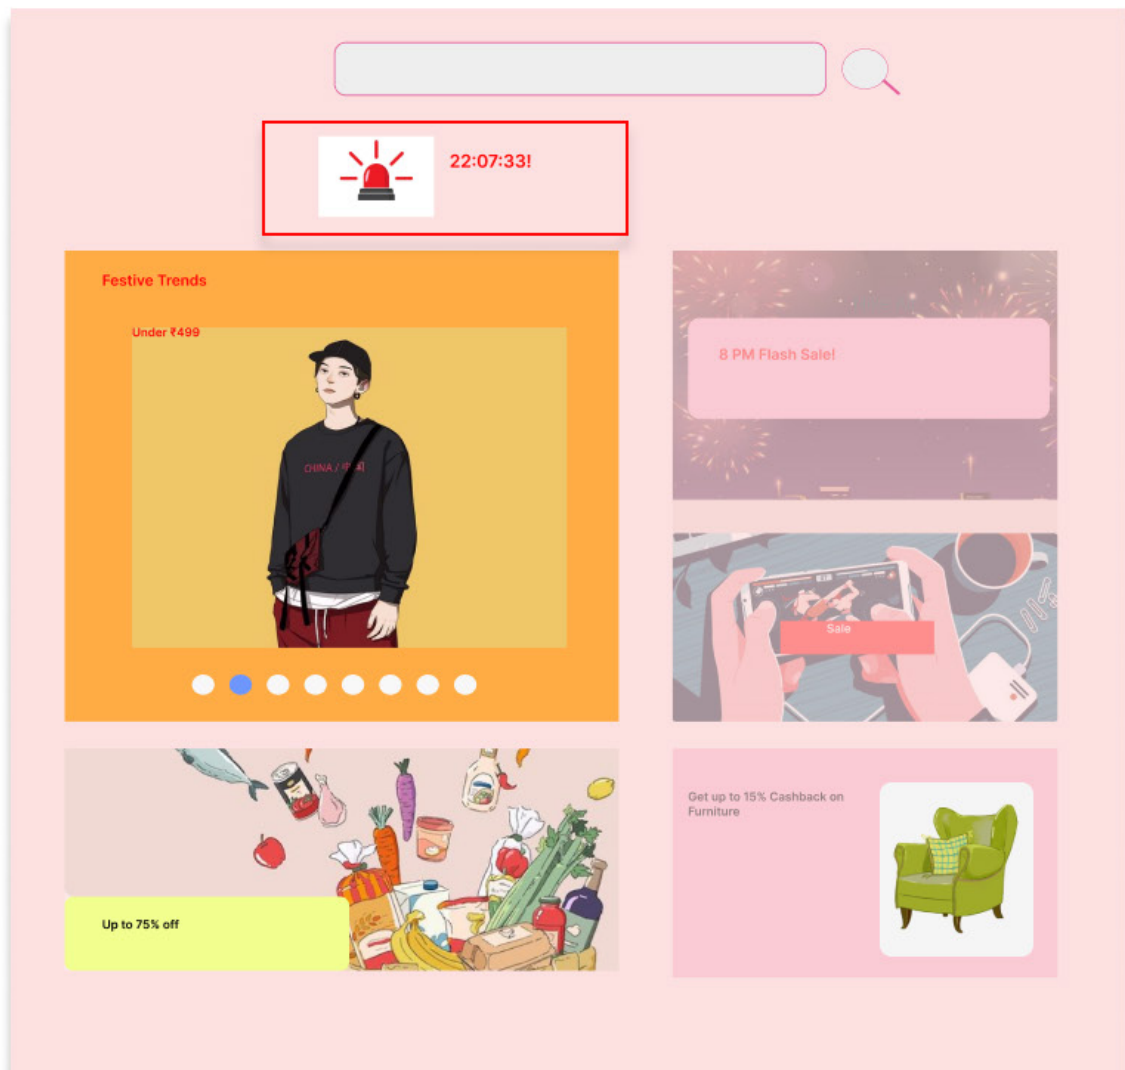 22:07:33!
Festive Trends
Under ₹499
CHINA / 中国
8 PM Flash Sale!
Sale
Get up to 15% Cashback on
Furniture
Up to 75% off